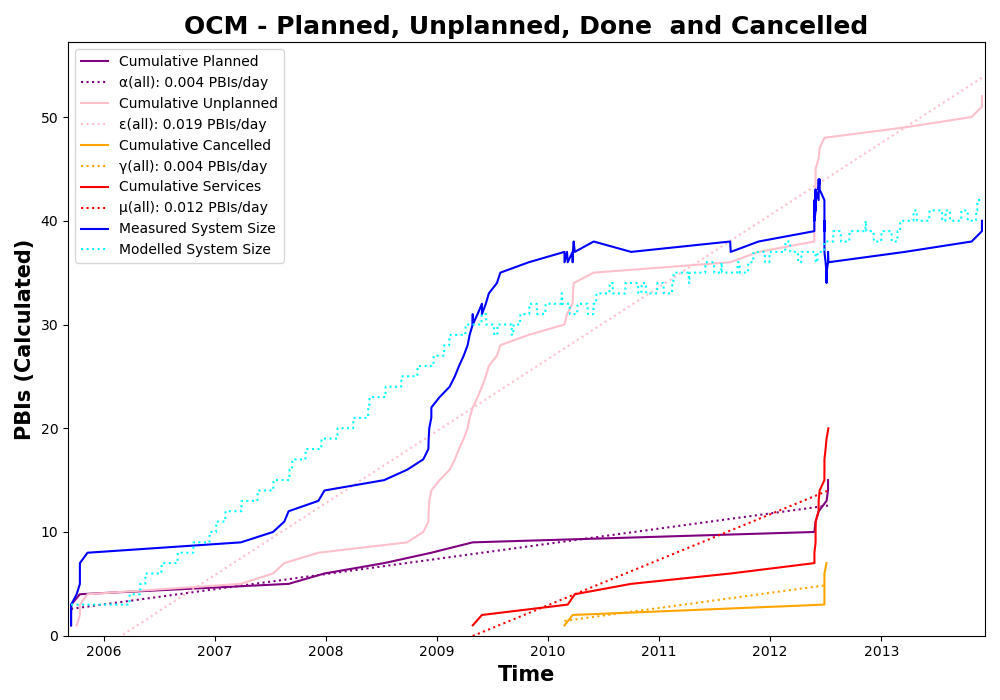 OCM - Planned, Unplanned, Done  and Cancelled
Cumulative Planned
α(all): 0.004 PBIs/day
Cumulative Unplanned
ε(all): 0.019 PBIs/day
Cumulative Cancelled
γ(all): 0.004 PBIs/day
Cumulative Services
μ(all): 0.012 PBIs/day
Measured System Size
Modelled System Size
PBIs (Calculated)
50
40
30
20
10
0
2006 2007 2008 2009 2010 2011 2012 2013
Time